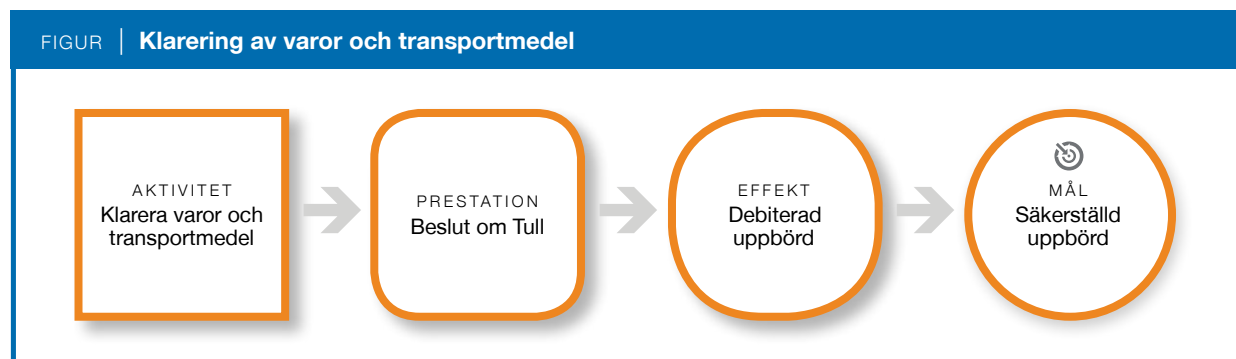 FIGUR | Klarering av varor och transportmedel
AKTIVITET
Klarera varor och
transportmedel
PRESTATION
Beslut om Tull
EFFEKT
Debiterad
uppbörd
MÅL
Säkerställd
uppbörd